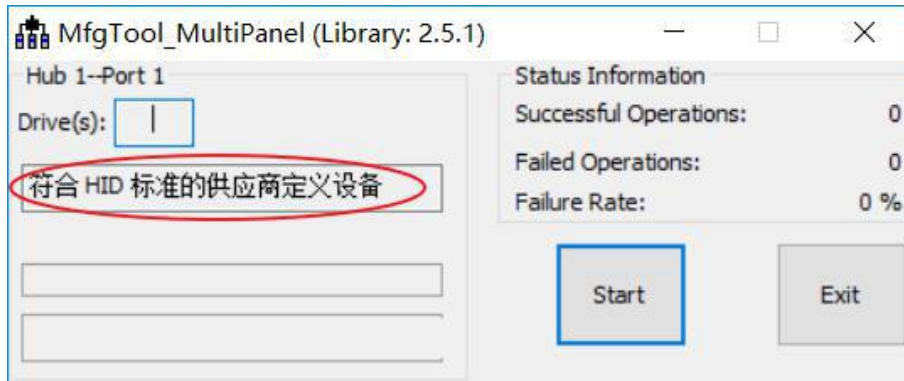 MfgTool_MultiPanel (Library: 2.5.1)
Hub 1--Port 1
Drive(s):
符合 HID 标准的供应商定义设备
Status Information
Successful Operations: 0
Failed Operations: 0
Failure Rate: 0 %
Start
Exit